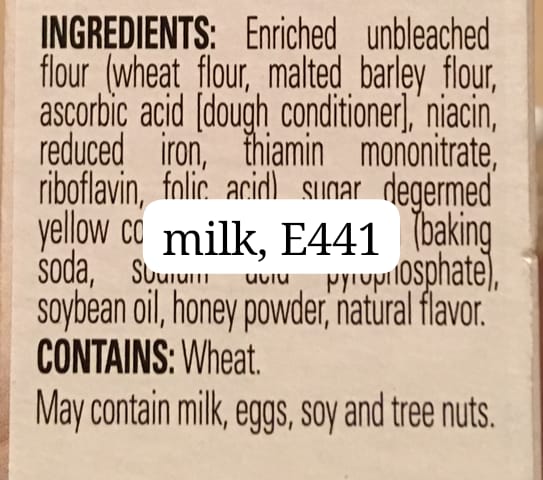 INGREDIENTS: Enriched unbleached
flour (wheat flour, malted barley flour,
ascorbic acid [dough conditioner], niacin,
reduced iron, thiamin mononitrate,
riboflavin, folic acid) sugar degermed
yellow milk, E441 (baking
soda, sodium acid pyrophosphate),
soybean oil, honey powder, natural flavor.
CONTAINS: Wheat.
May contain milk, eggs, soy and tree nuts.